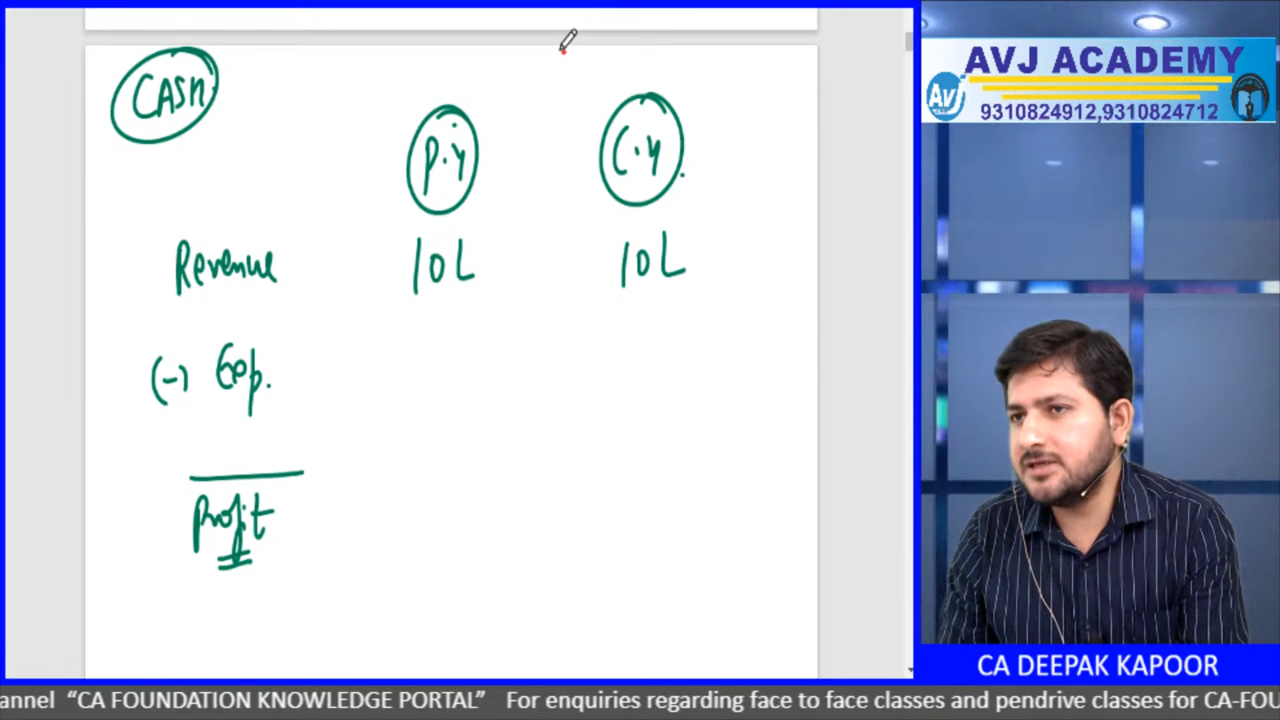 CASH
P.Y
C.Y.
Revenue 10L 10L
(-) Exp.
Profit
AVJ ACADEMY
AV
9310824912,9310824712
CA DEEPAK KAPOOR
annel “CA FOUNDATION KNOWLEDGE PORTAL” For enquiries regarding face to face classes and pendrive classes for CA-FOU